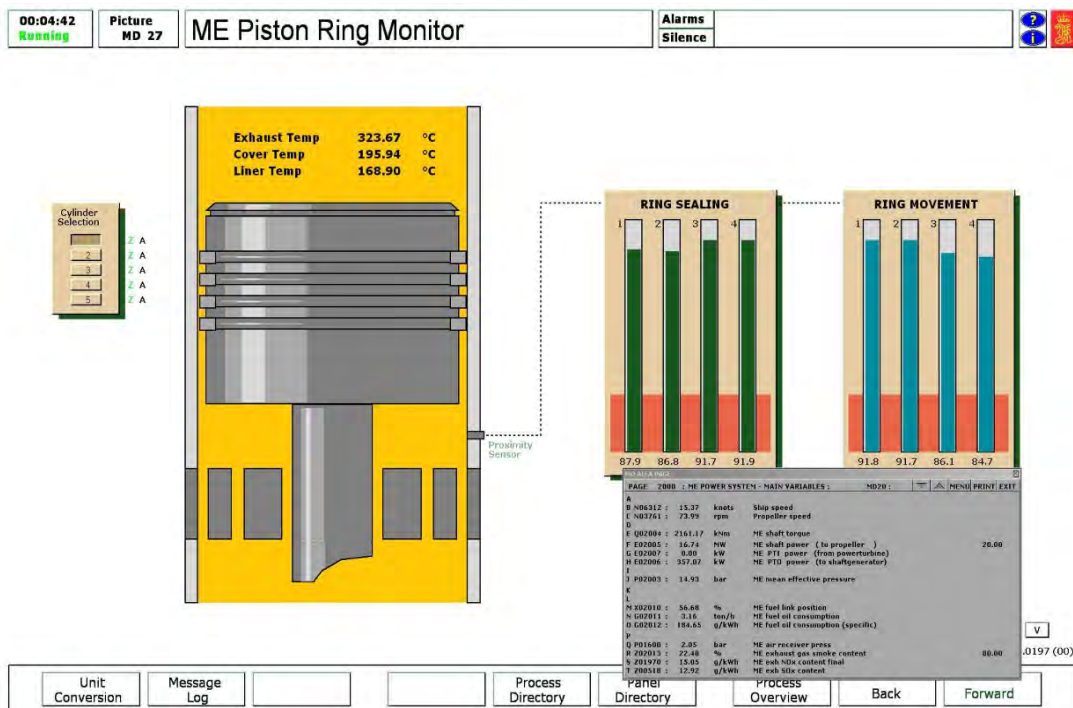 00:04:42
Running
Picture
MD 27
ME Piston Ring Monitor
Alarms
Silence
?
i
Exhaust Temp 323.67 °C
Cover Temp 195.94 °C
Liner Temp 168.90 °C
Cylinder
Selection
Z A
2 Z A
3 Z A
4 Z A
5 Z A
RING SEALING
1 2 3 4
87.9 86.8 91.7 91.9
RING MOVEMENT
1 2 3 4
91.8 91.7 86.1 84.7
Proximity
Sensor
PAGE 2000 : ME POWER SYSTEM - MAIN VARIABLES : MD20 : MENU PRINT EXIT
A
B N06312 : 15.37 knots Ship speed
C N03761 : 73.99 rpm Propeller speed
D
E Q02004 : 2161.17 kNm ME shaft torque
F E02005 : 16.74 MW ME shaft power ( to propeller ) 20.00
G E02007 : 0.00 kW ME PTI power (from powerturbine)
H E02006 : 357.07 kW ME PTO power (to shaftgenerator)
I
J P02003 : 14.93 bar ME mean effective pressure
K
L
M X02010 : 56.68 % ME fuel link position
N G02011 : 3.16 ton/h ME fuel oil consumption
O G02012 : 184.65 g/kWh ME fuel oil consumption (specific)
P
Q P01600 : 2.05 bar ME air receiver press
R Z02013 : 22.48 % ME exhaust gas smoke content 80.00
S Z01970 : 15.05 g/kWh ME exh NOx content final
T Z00518 : 12.92 g/kWh ME exh SOx content
V
.0197 (00)
Unit
Conversion
Message
Log
Process
Directory
Panel
Directory
Process
Overview
Back
Forward